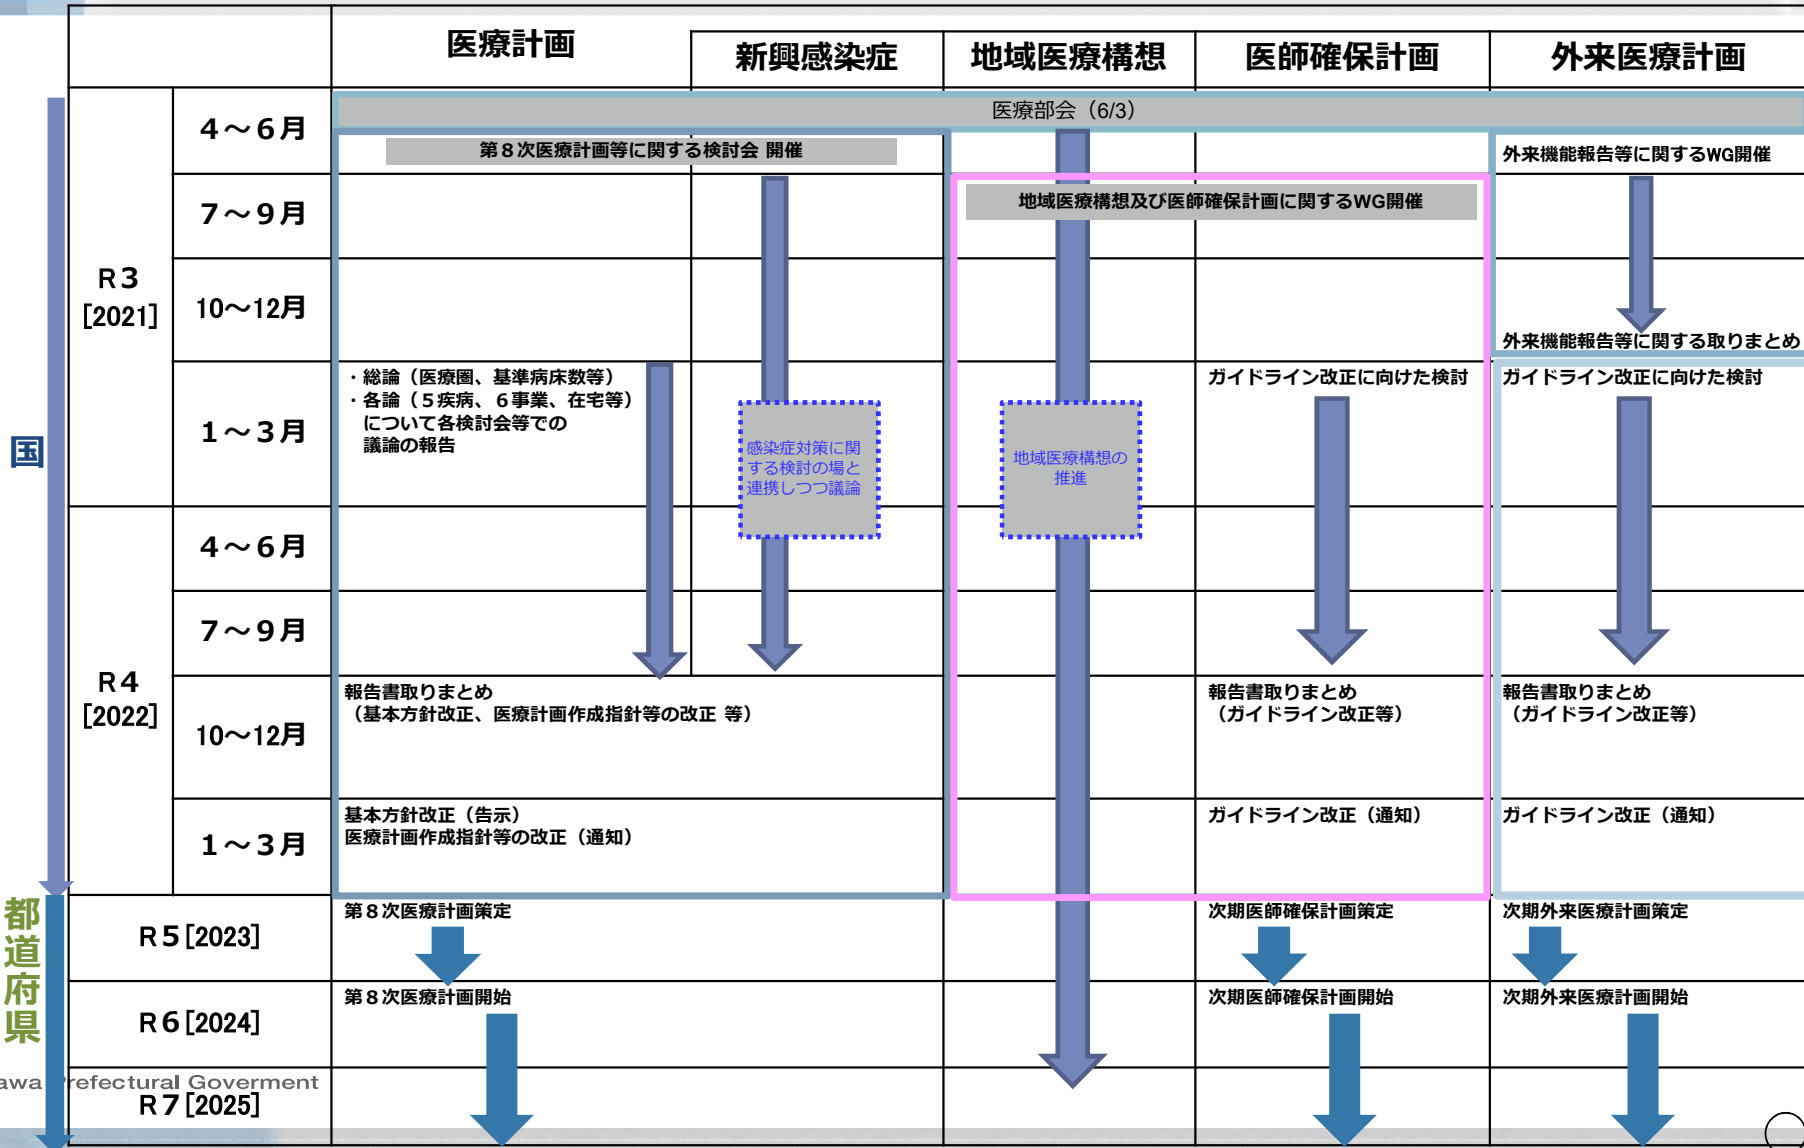 医療計画
新興感染症
地域医療構想
医師確保計画
外来医療計画
国
R3
[2021]
4～6月
医療部会（6/3）
第８次医療計画等に関する検討会 開催
外来機能報告等に関するWG開催
7～9月
地域医療構想及び医師確保計画に関するWG開催
10～12月
外来機能報告等に関する取りまとめ
1～3月
・総論（医療圏、基準病床数等）
・各論（５疾病、６事業、在宅等）
について各検討会等での
議論の報告
感染症対策に関
する検討の場と
連携しつつ議論
地域医療構想の
推進
ガイドライン改正に向けた検討
ガイドライン改正に向けた検討
R4
[2022]
4～6月
7～9月
10～12月
報告書取りまとめ
（基本方針改正、医療計画作成指針等の改正 等）
報告書取りまとめ
（ガイドライン改正等）
報告書取りまとめ
（ガイドライン改正等）
1～3月
基本方針改正（告示）
医療計画作成指針等の改正（通知）
ガイドライン改正（通知）
ガイドライン改正（通知）
都道府県
R5[2023]
第８次医療計画策定
次期医師確保計画策定
次期外来医療計画策定
R6[2024]
第８次医療計画開始
次期医師確保計画開始
次期外来医療計画開始
awa Prefectural Goverment
R7[2025]